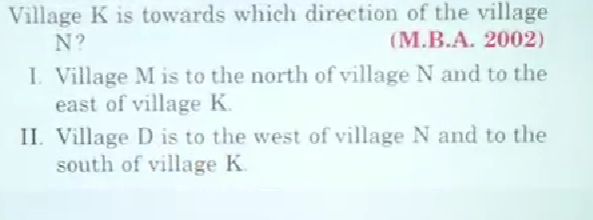 Village K is towards which direction of the village
N? (M.B.A. 2002)
I. Village M is to the north of village N and to the
east of village K.
II. Village D is to the west of village N and to the
south of village K.